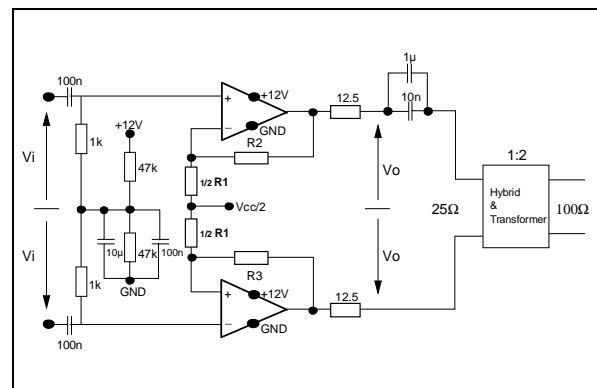 1µ
100n
+
+12V
12.5
10n
−
GND
+12V
R2
1:2
1k
47k
1/2 R1
Vi
Vo
Vcc/2
25Ω
Hybrid
&
Transformer
100Ω
1/2 R1
10µ
47k
100n
Vi
R3
Vo
1k
GND
+
+12V
12.5
−
GND
100n